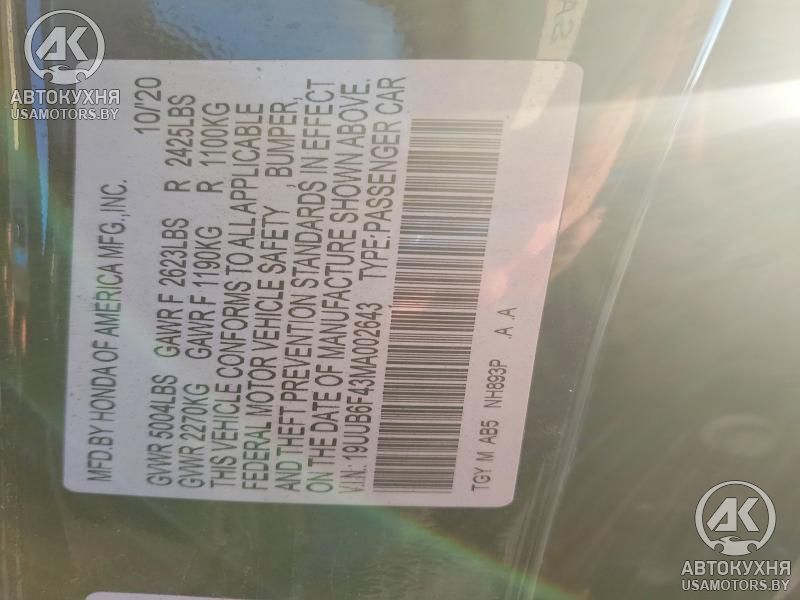 MFD.BY HONDA OF AMERICA MFG.,INC. 10/'20
GVWR 5004LBS GAWR F 2623LBS R 2425LBS
GVWR 2270KG GAWR F 1190KG R 1100KG
THIS VEHICLE CONFORMS TO ALL APPLICABLE
FEDERAL MOTOR VEHICLE SAFETY , BUMPER,
AND THEFT PREVENTION STANDARDS IN EFFECT
ON THE DATE OF MANUFACTURE SHOWN ABOVE.
V.I.N.: 19UUB6F43MA002643 TYPE:PASSENGER CAR
TGY M AB5 NH893P .A .A
АК
АВТОКУХНЯ
USAMOTORS.BY
АК
АВТОКУХНЯ
USAMOTORS.BY